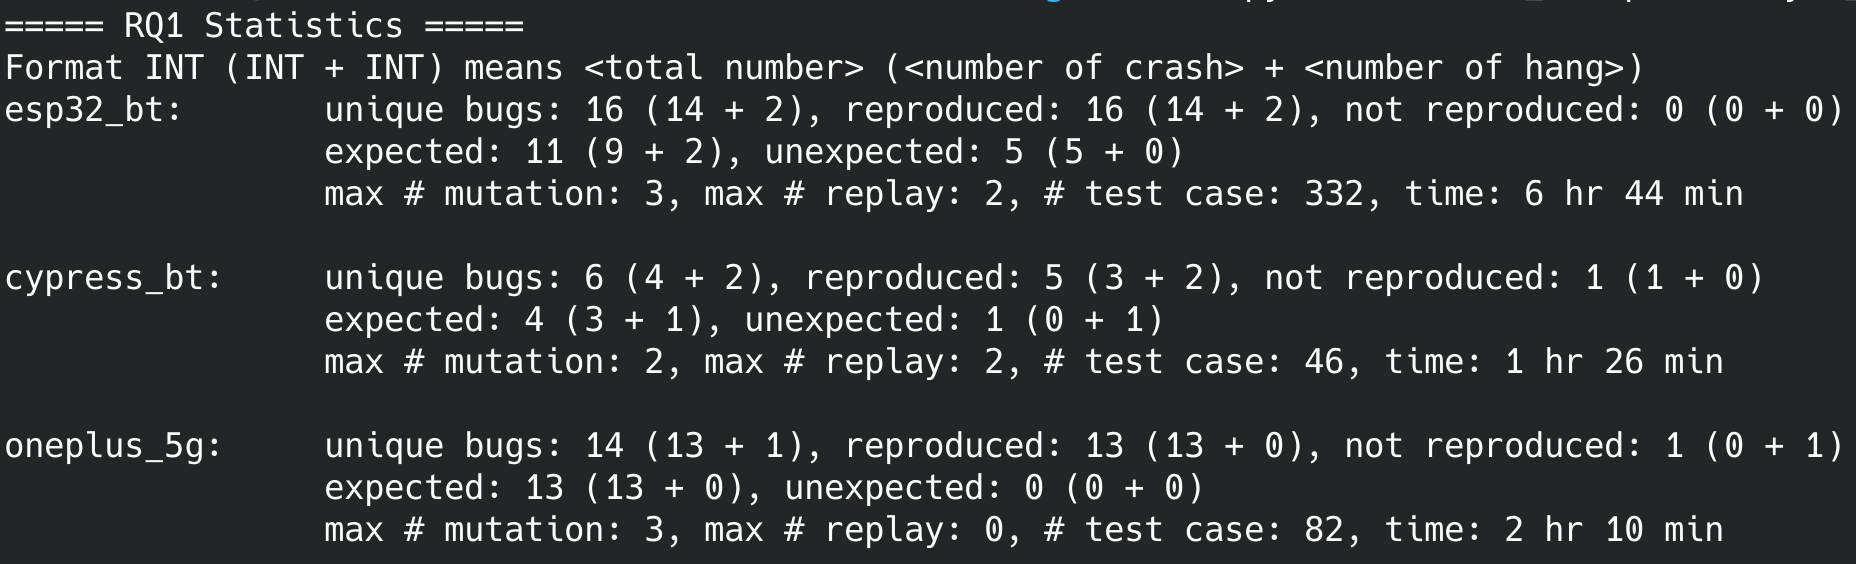 ===== RQ1 Statistics =====
Format INT (INT + INT) means <total number> (<number of crash> + <number of hang>)
esp32_bt: unique bugs: 16 (14 + 2), reproduced: 16 (14 + 2), not reproduced: 0 (0 + 0)
expected: 11 (9 + 2), unexpected: 5 (5 + 0)
max # mutation: 3, max # replay: 2, # test case: 332, time: 6 hr 44 min
cypress_bt: unique bugs: 6 (4 + 2), reproduced: 5 (3 + 2), not reproduced: 1 (1 + 0)
expected: 4 (3 + 1), unexpected: 1 (0 + 1)
max # mutation: 2, max # replay: 2, # test case: 46, time: 1 hr 26 min
oneplus_5g: unique bugs: 14 (13 + 1), reproduced: 13 (13 + 0), not reproduced: 1 (0 + 1)
expected: 13 (13 + 0), unexpected: 0 (0 + 0)
max # mutation: 3, max # replay: 0, # test case: 82, time: 2 hr 10 min